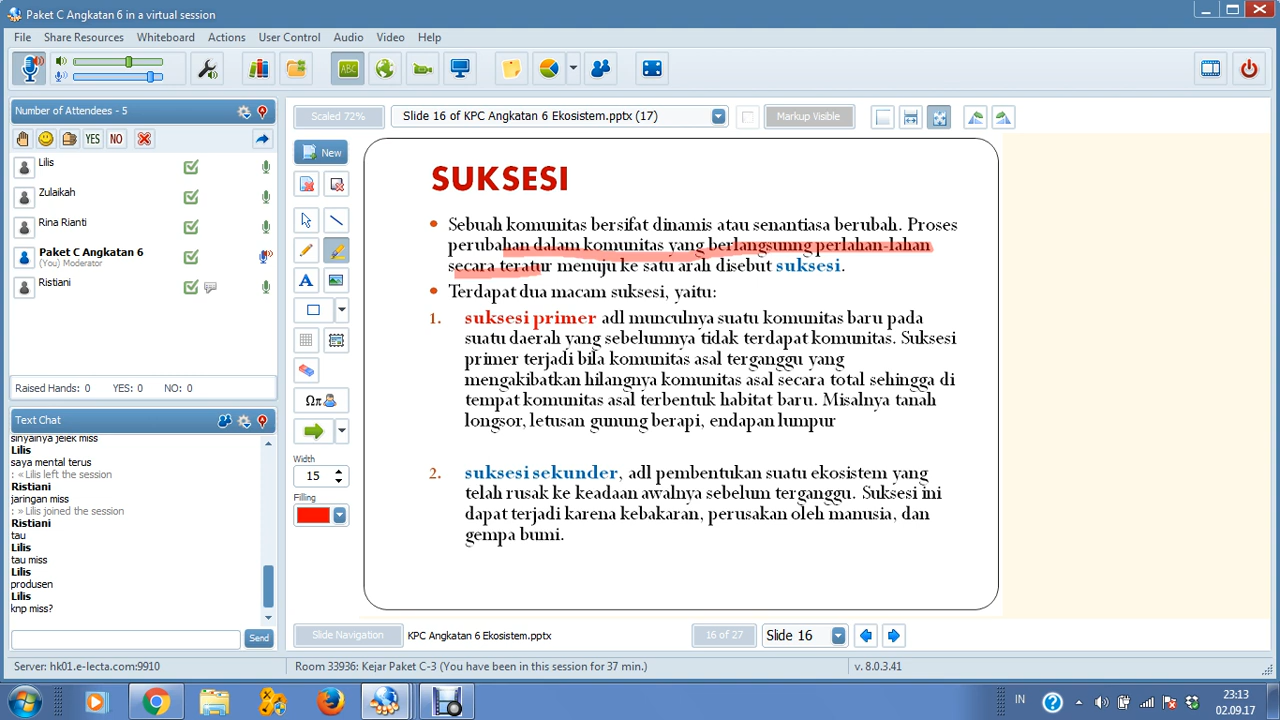 Paket C Angkatan 6 in a virtual session
File Share Resources Whiteboard Actions User Control Audio Video Help
ABC
Number of Attendees - 5
YES NO
Lilis
Zulaikah
Rina Rianti
Paket C Angkatan 6
(You) Moderator
Ristiani
Raised Hands: 0 YES: 0 NO: 0
Text Chat
sinyalnya jelek miss
Lilis
saya mental terus
: « Lilis left the session
Ristiani
jaringan miss
: » Lilis joined the session
Ristiani
tau
Lilis
tau miss
Lilis
produsen
Lilis
knp miss?
Send
Scaled 72% Slide 16 of KPC Angkatan 6 Ekosistem.pptx (17) Markup Visible
New
A
Ωπ
Width
15
Filling
SUKSESI
• Sebuah komunitas bersifat dinamis atau senantiasa berubah. Proses
perubahan dalam komunitas yang berlangsunng perlahan-lahan
secara teratur menuju ke satu arah disebut suksesi.
• Terdapat dua macam suksesi, yaitu:
1. suksesi primer adl munculnya suatu komunitas baru pada
suatu daerah yang sebelumnya tidak terdapat komunitas. Suksesi
primer terjadi bila komunitas asal terganggu yang
mengakibatkan hilangnya komunitas asal secara total sehingga di
tempat komunitas asal terbentuk habitat baru. Misalnya tanah
longsor, letusan gunung berapi, endapan lumpur
2. suksesi sekunder, adl pembentukan suatu ekosistem yang
telah rusak ke keadaan awalnya sebelum terganggu. Suksesi ini
dapat terjadi karena kebakaran, perusakan oleh manusia, dan
gempa bumi.
Slide Navigation KPC Angkatan 6 Ekosistem.pptx 16 of 27 Slide 16
Server: hk01.e-lecta.com:9910 Room 33936: Kejar Paket C-3 (You have been in this session for 37 min.) v. 8.0.3.41
IN
23:13
02.09.17